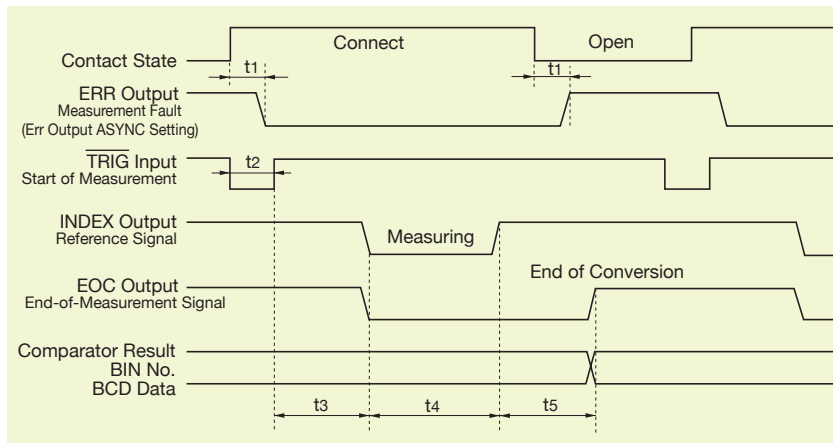 Contact State
Connect
Open
t1
t1
ERR Output
Measurement Fault
(Err Output ASYNC Setting)
TRIG Input
Start of Measurement
t2
INDEX Output
Reference Signal
Measuring
EOC Output
End-of-Measurement Signal
End of Conversion
Comparator Result
BIN No.
BCD Data
t3
t4
t5